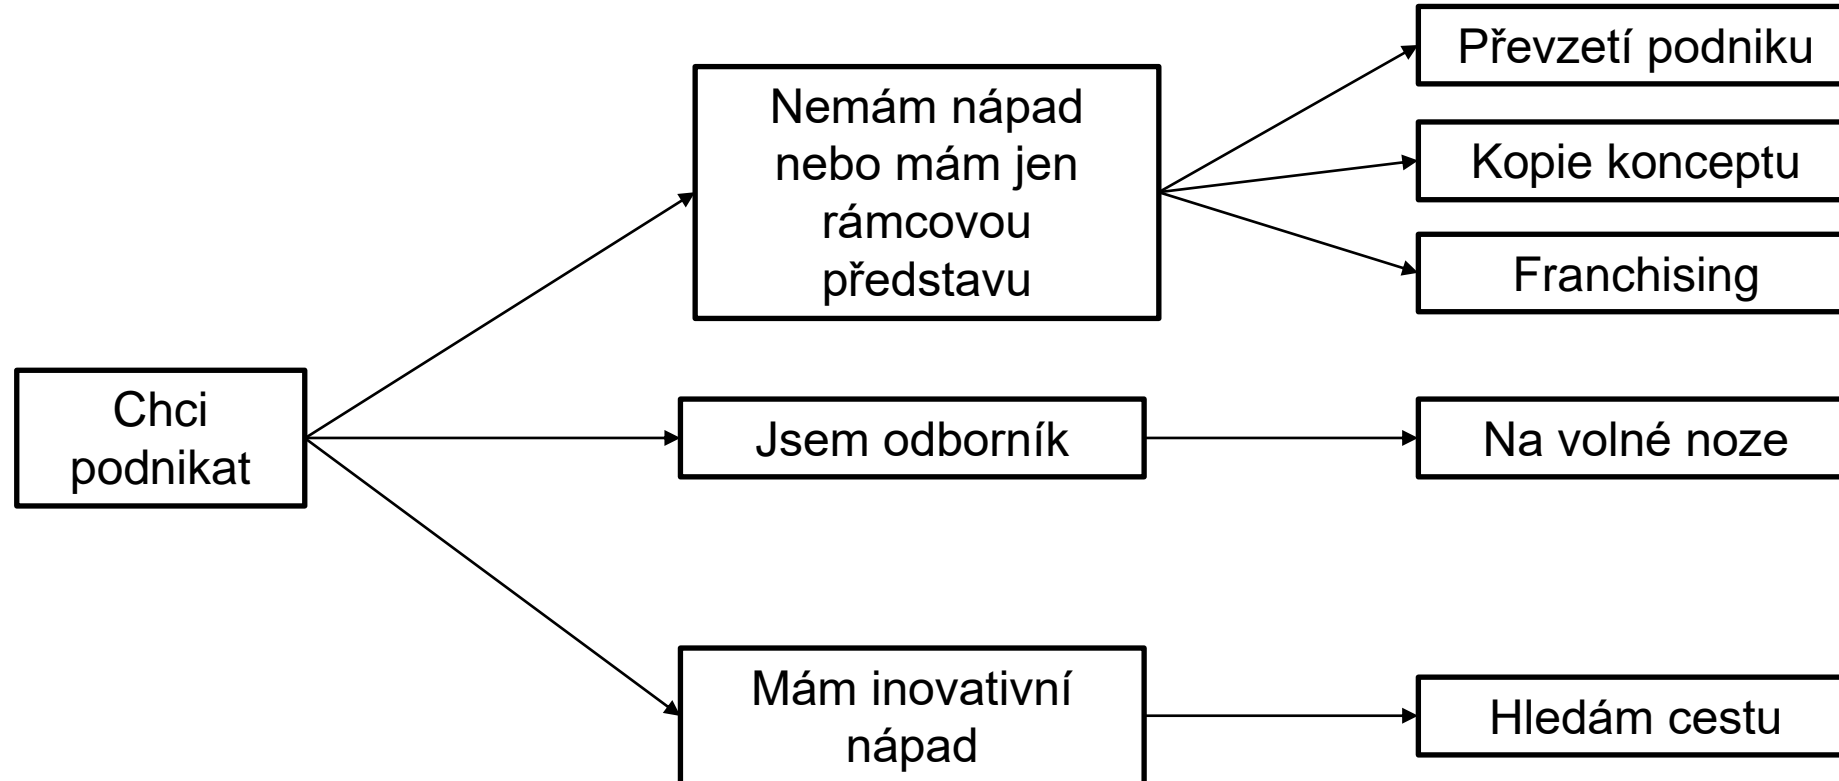 Chci
podnikat
Nemám nápad
nebo mám jen
rámcovou
představu
Převzetí podniku
Kopie konceptu
Franchising
Jsem odborník
Na volné noze
Mám inovativní
nápad
Hledám cestu